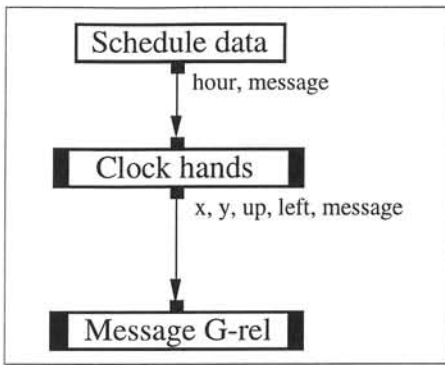 Schedule data
hour, message
Clock hands
x, y, up, left, message
Message G-rel